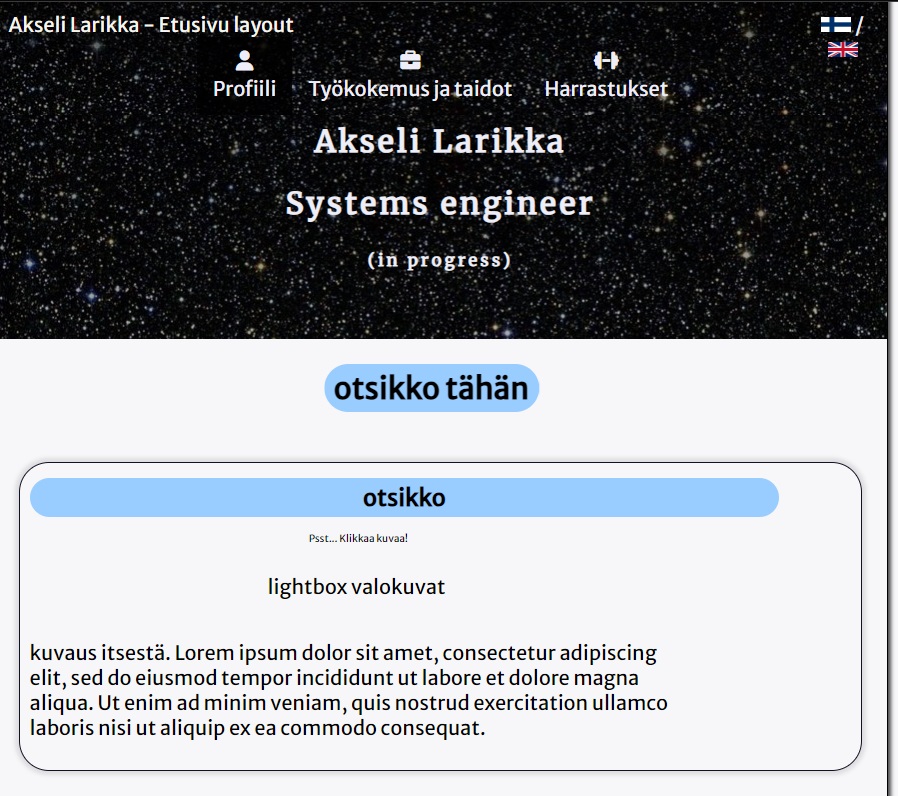 Akseli Larikka - Etusivu layout
/
Profiili
Työkokemus ja taidot
Harrastukset
Akseli Larikka
Systems engineer
(in progress)
otsikko tähän
otsikko
Psst... Klikkaa kuvaa!
lightbox valokuvat
kuvaus itsestä. Lorem ipsum dolor sit amet, consectetur adipiscing
elit, sed do eiusmod tempor incididunt ut labore et dolore magna
aliqua. Ut enim ad minim veniam, quis nostrud exercitation ullamco
laboris nisi ut aliquip ex ea commodo consequat.